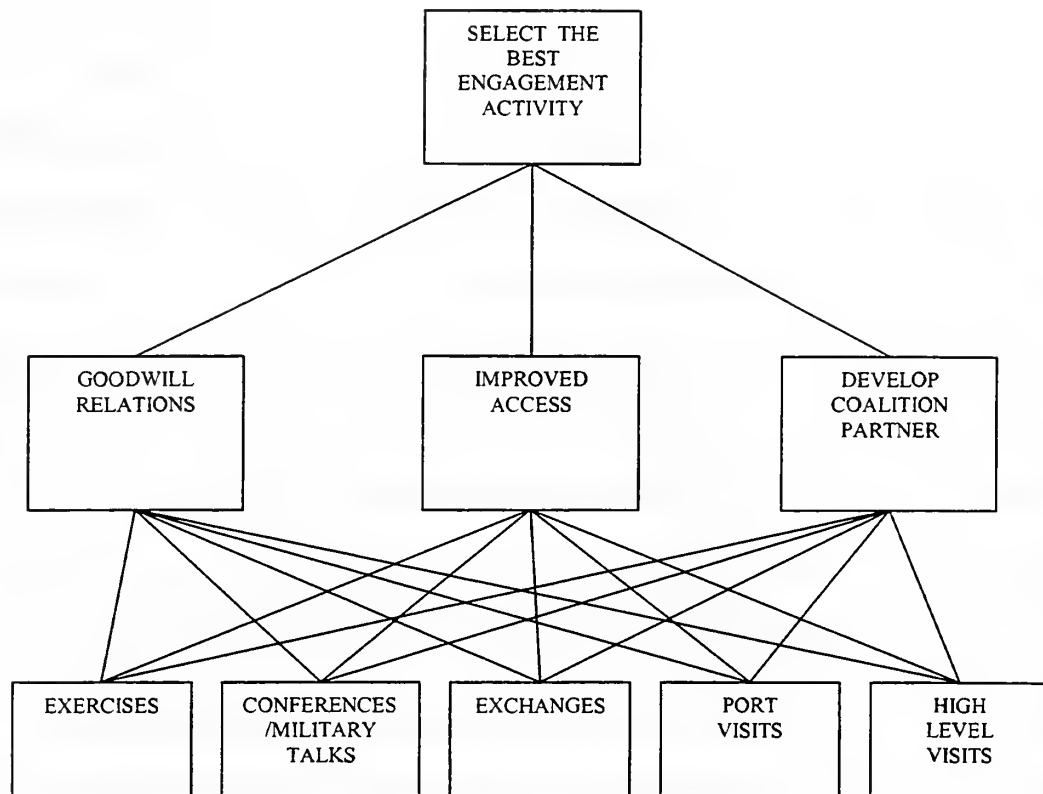 SELECT THE
BEST
ENGAGEMENT
ACTIVITY
GOODWILL
RELATIONS
IMPROVED
ACCESS
DEVELOP
COALITION
PARTNER
EXERCISES
CONFERENCES
/MILITARY
TALKS
EXCHANGES
PORT
VISITS
HIGH
LEVEL
VISITS